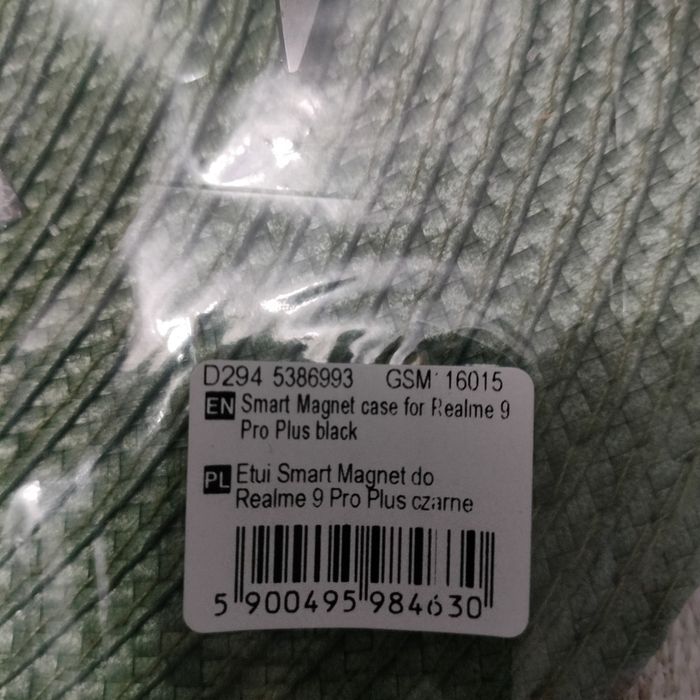 D294 5386993 GSM 16015
EN Smart Magnet case for Realme 9
Pro Plus black
PL Etui Smart Magnet do
Realme 9 Pro Plus czarne
5 900495 984630